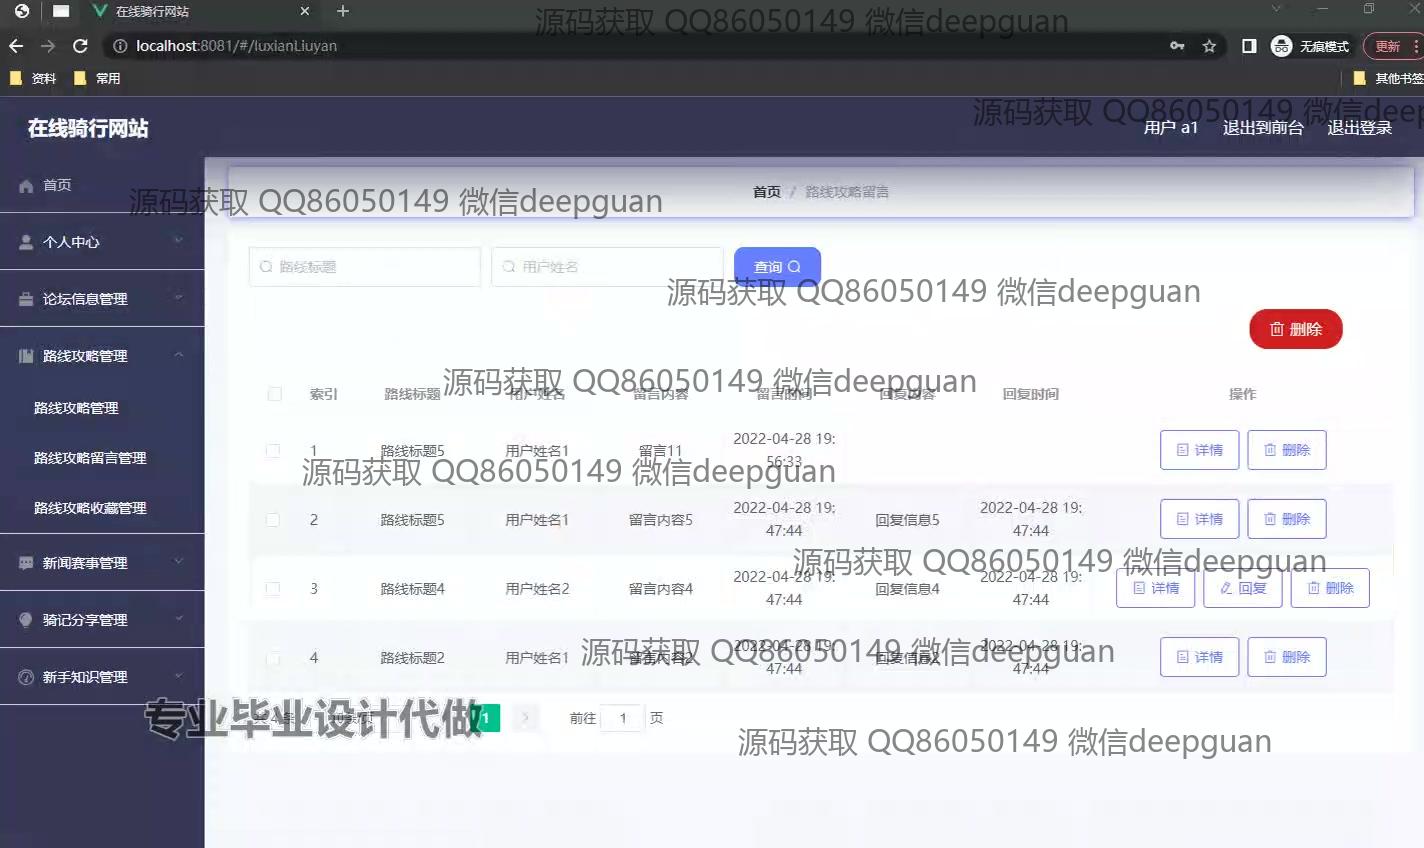 在线骑行网站
源码获取 QQ86050149 微信deepguan
localhost:8081/#/luxianLiuyan
无痕模式
更新
资料
常用
其他书签
源码获取 QQ86050149 微信deep
在线骑行网站
用户 a1
退出到前台
退出登录
首页
源码获取 QQ86050149 微信deepguan
首页 / 路线攻略留言
个人中心
路线标题
用户姓名
查询
源码获取 QQ86050149 微信deepguan
论坛信息管理
删除
路线攻略管理
源码获取 QQ86050149 微信deepguan
索引 路线标题 用户姓名 留言内容 留言时间 回复内容 回复时间 操作
路线攻略管理
1 路线标题5 用户姓名1 留言11 2022-04-28 19:56:33 详情 删除
路线攻略留言管理
源码获取 QQ86050149 微信deepguan
路线攻略收藏管理
2 路线标题5 用户姓名1 留言内容5 2022-04-28 19:47:44 回复信息5 2022-04-28 19:47:44 详情 删除
新闻赛事管理
源码获取 QQ86050149 微信deepguan
3 路线标题4 用户姓名2 留言内容4 2022-04-28 19:47:44 回复信息4 2022-04-28 19:47:44 详情 回复 删除
骑记分享管理
源码获取 QQ86050149 微信deepguan
4 路线标题2 用户姓名1 留言内容2 2022-04-28 19:47:44 回复信息2 2022-04-28 19:47:44 详情 删除
新手知识管理
专业毕业设计代做
共 4 条 10条/页 1 前往 1 页
源码获取 QQ86050149 微信deepguan